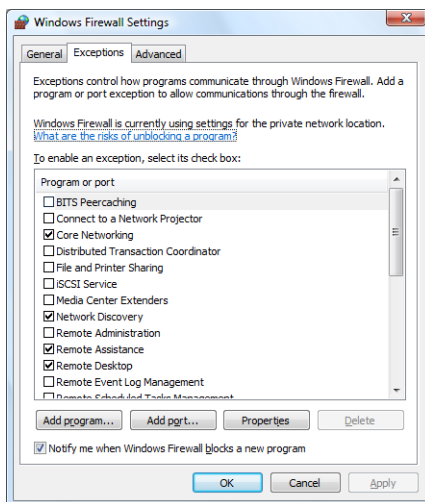 Windows Firewall Settings
General Exceptions Advanced
Exceptions control how programs communicate through Windows Firewall. Add a
program or port exception to allow communications through the firewall.
Windows Firewall is currently using settings for the private network location.
What are the risks of unblocking a program?
To enable an exception, select its check box:
Program or port
BITS Peercaching
Connect to a Network Projector
Core Networking
Distributed Transaction Coordinator
File and Printer Sharing
iSCSI Service
Media Center Extenders
Network Discovery
Remote Administration
Remote Assistance
Remote Desktop
Remote Event Log Management
Remote Scheduled Tasks Management
Add program... Add port... Properties Delete
Notify me when Windows Firewall blocks a new program
OK Cancel Apply